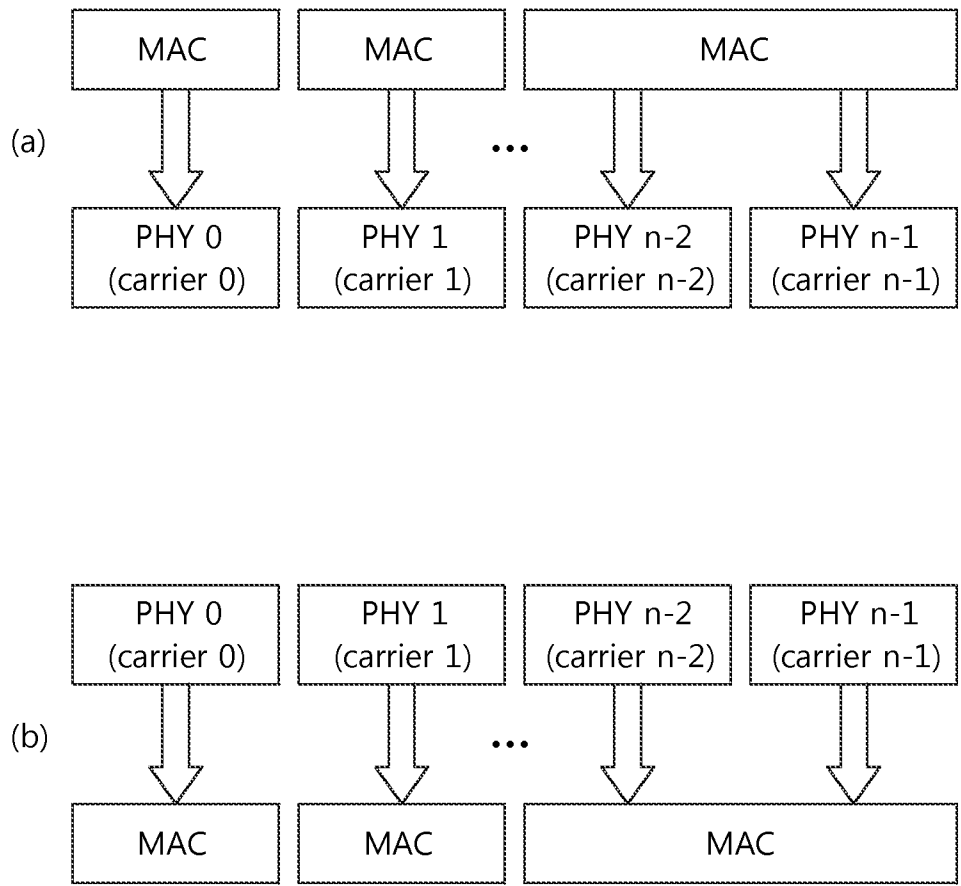 MAC MAC MAC
(a) ...
PHY 0 PHY 1 PHY n-2 PHY n-1
(carrier 0) (carrier 1) (carrier n-2) (carrier n-1)
PHY 0 PHY 1 PHY n-2 PHY n-1
(carrier 0) (carrier 1) (carrier n-2) (carrier n-1)
(b) ...
MAC MAC MAC